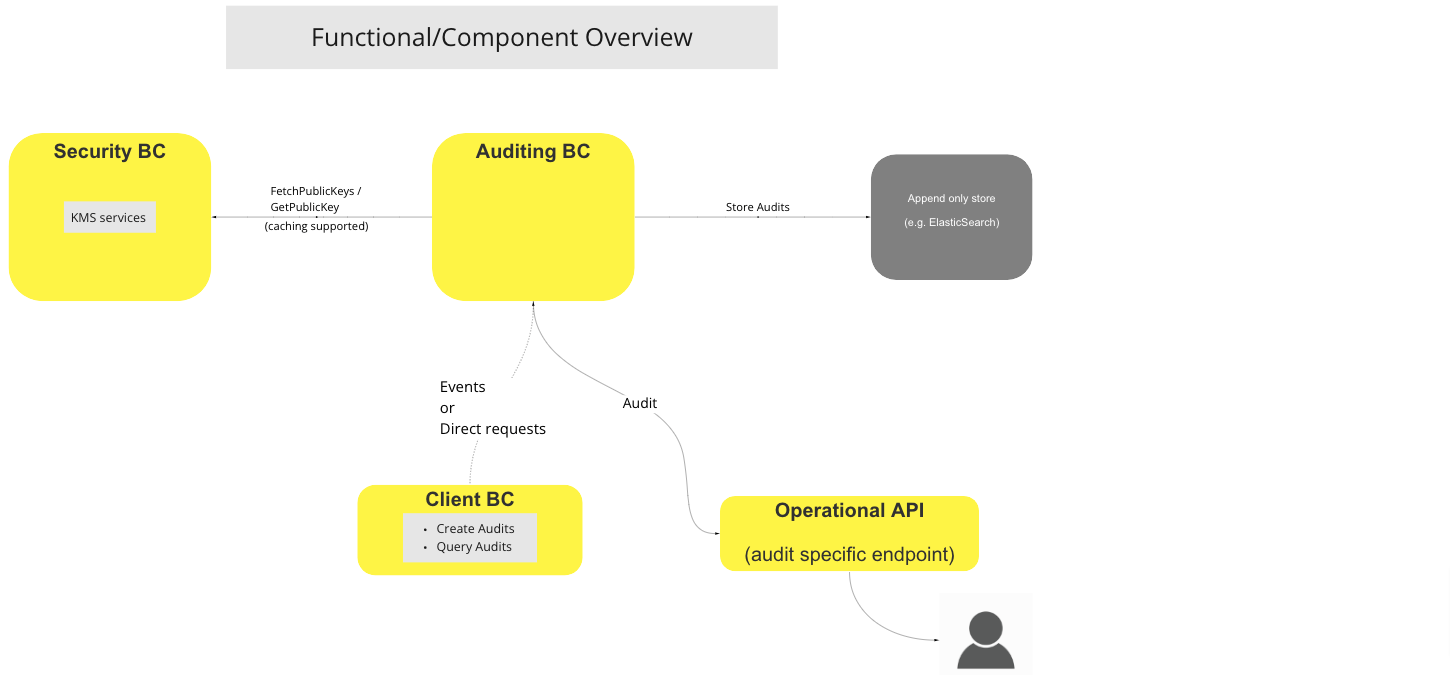 Functional/Component Overview
Security BC
KMS services
FetchPublicKeys /
GetPublicKey
(caching supported)
Auditing BC
Store Audits
Append only store
(e.g. ElasticSearch)
Events
or
Direct requests
Audit
Client BC
• Create Audits
• Query Audits
Operational API
(audit specific endpoint)